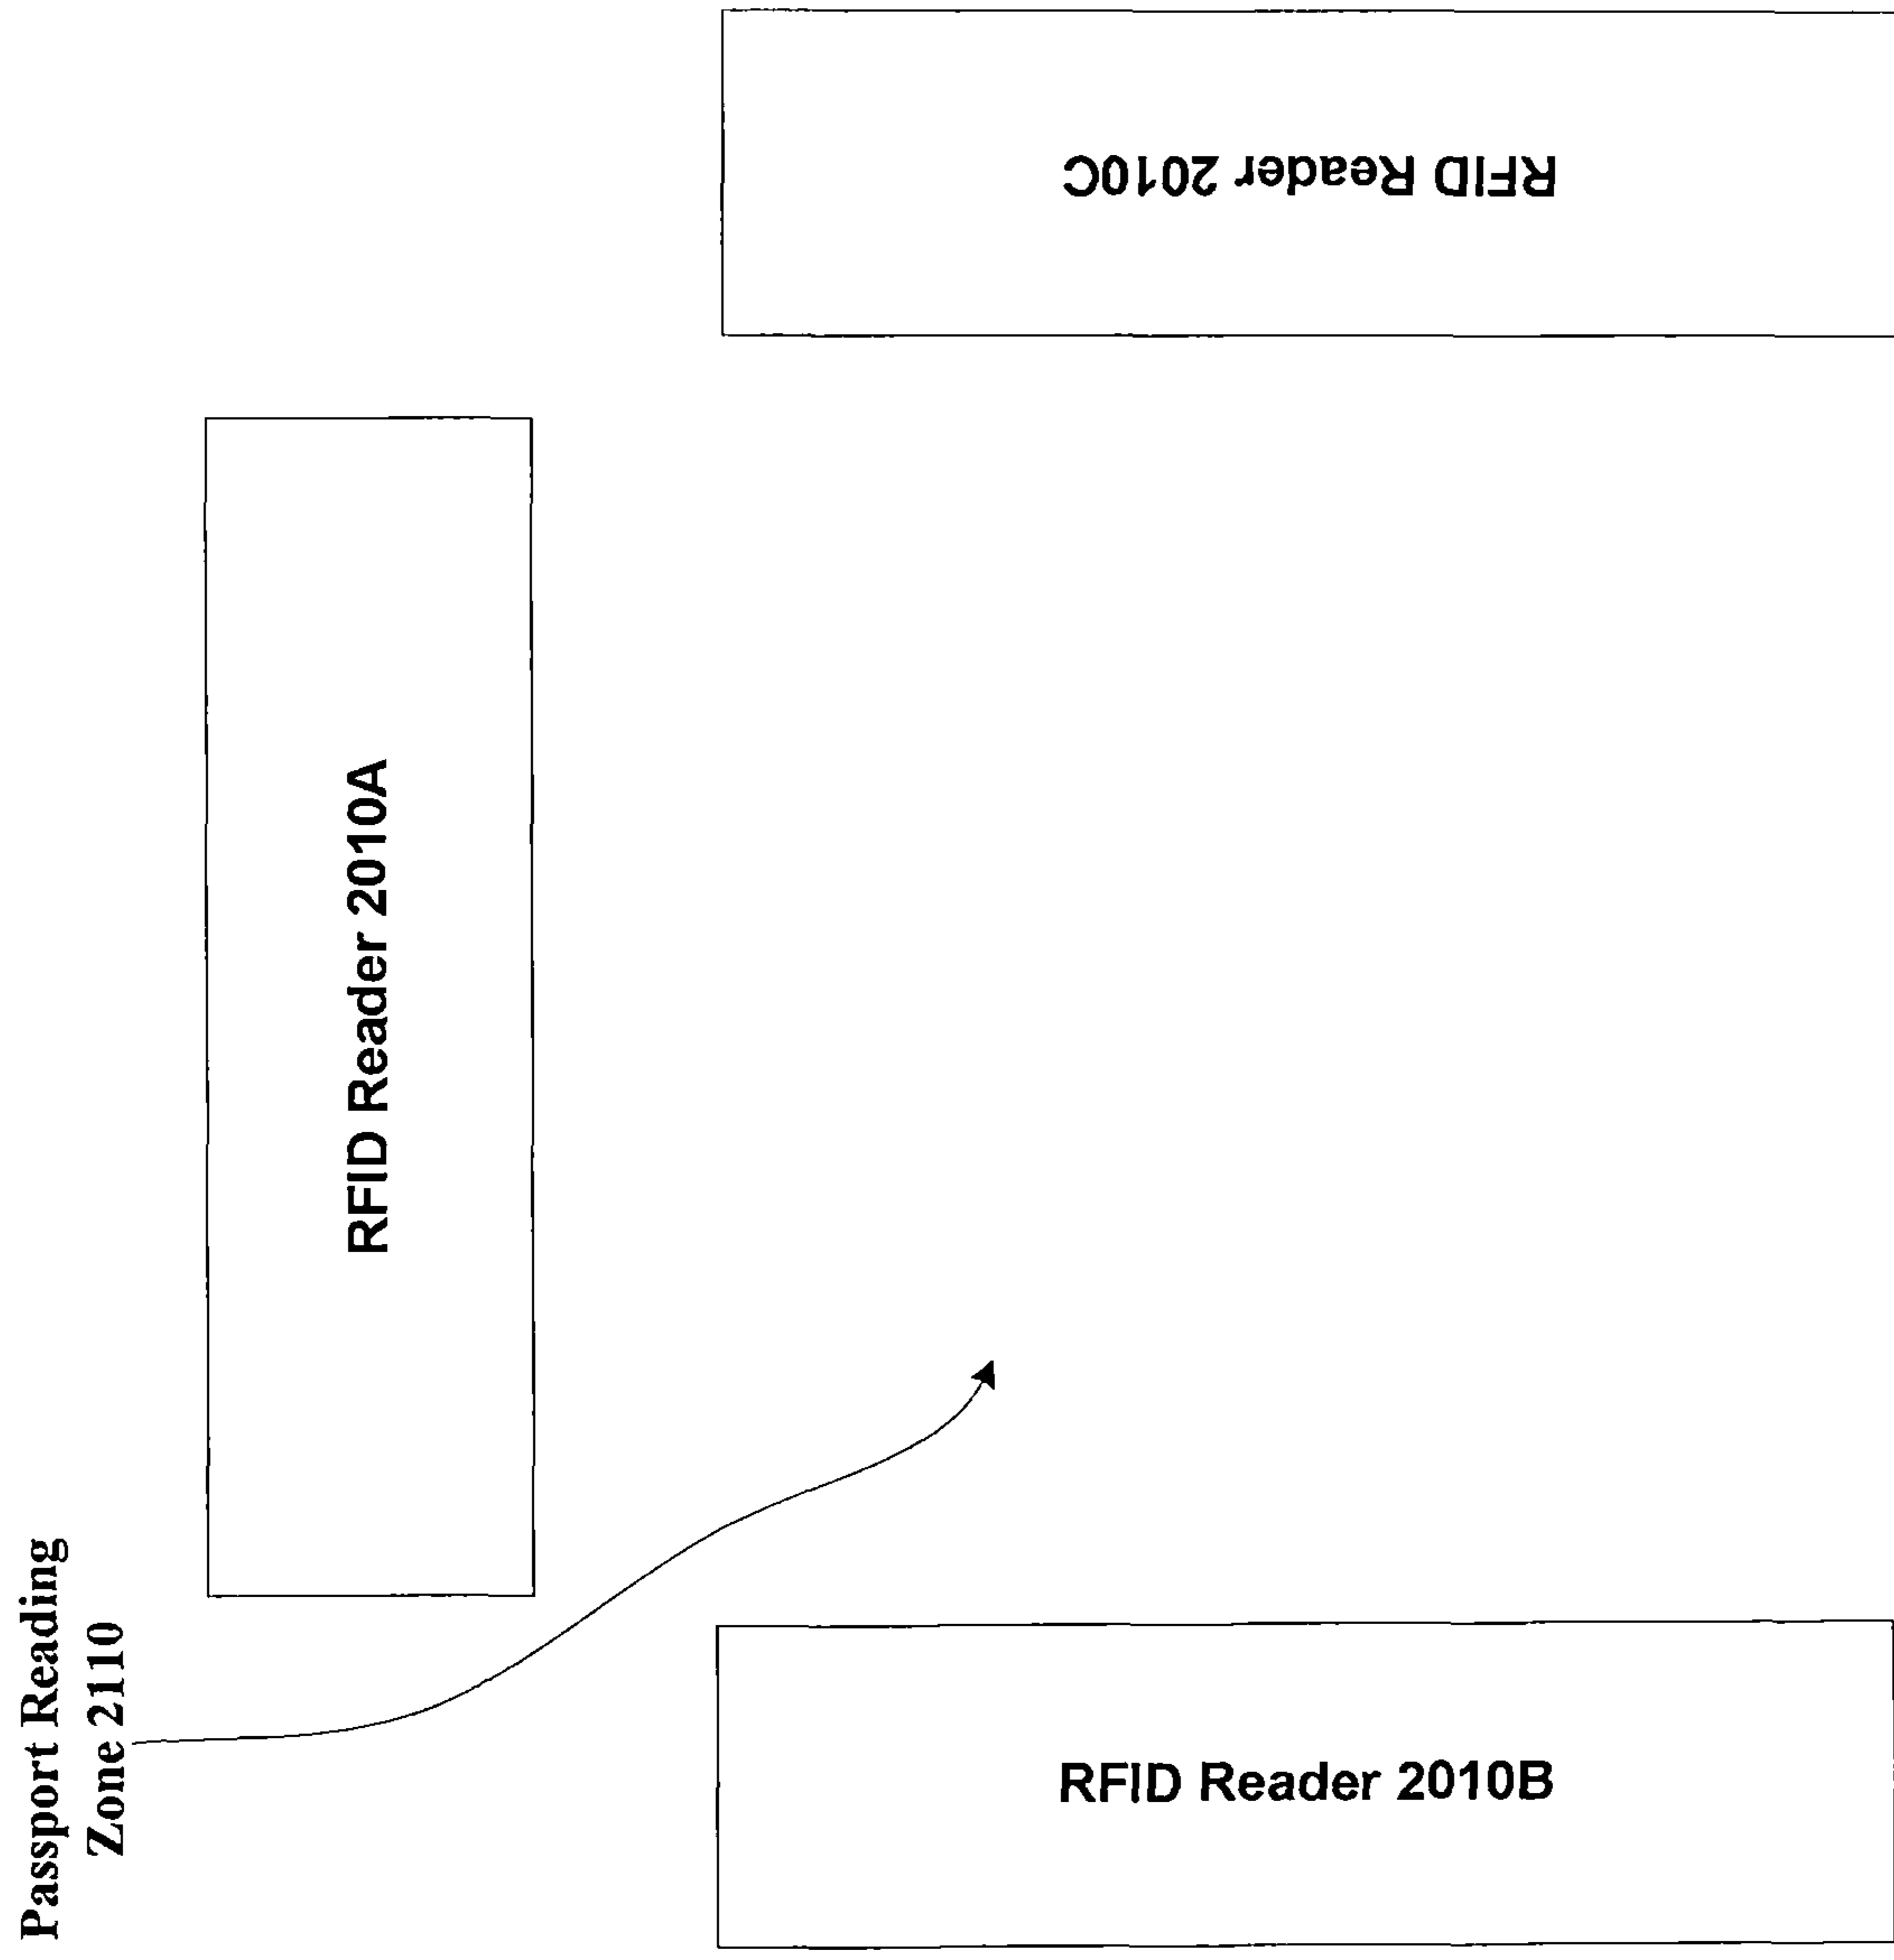 Passport Reading
Zone 2110
RFID Reader 2010A
RFID Reader 2010B
RFID Reader 2010C